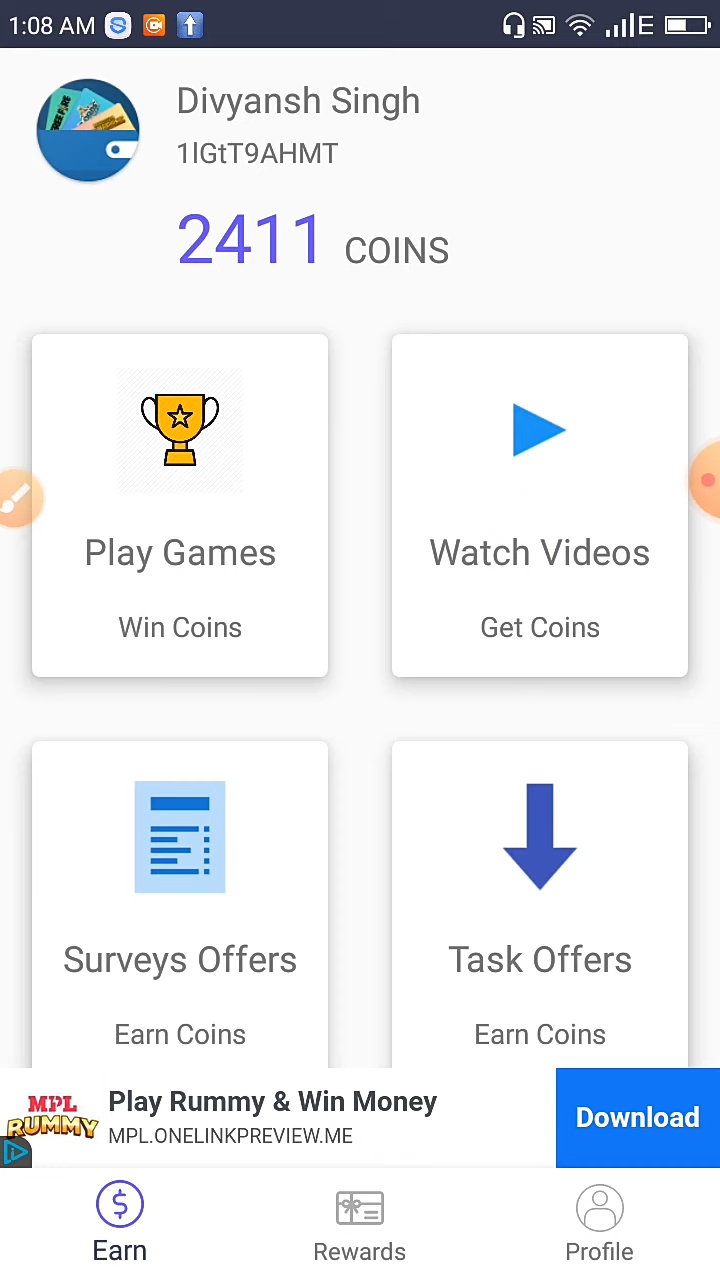 1:08 AM
E
Divyansh Singh
1lGtT9AHMT
2411 COINS
Play Games
Win Coins
Watch Videos
Get Coins
Surveys Offers
Earn Coins
Task Offers
Earn Coins
MPL
RUMMY
Play Rummy & Win Money
MPL.ONELINKPREVIEW.ME
Download
Earn
Rewards
Profile